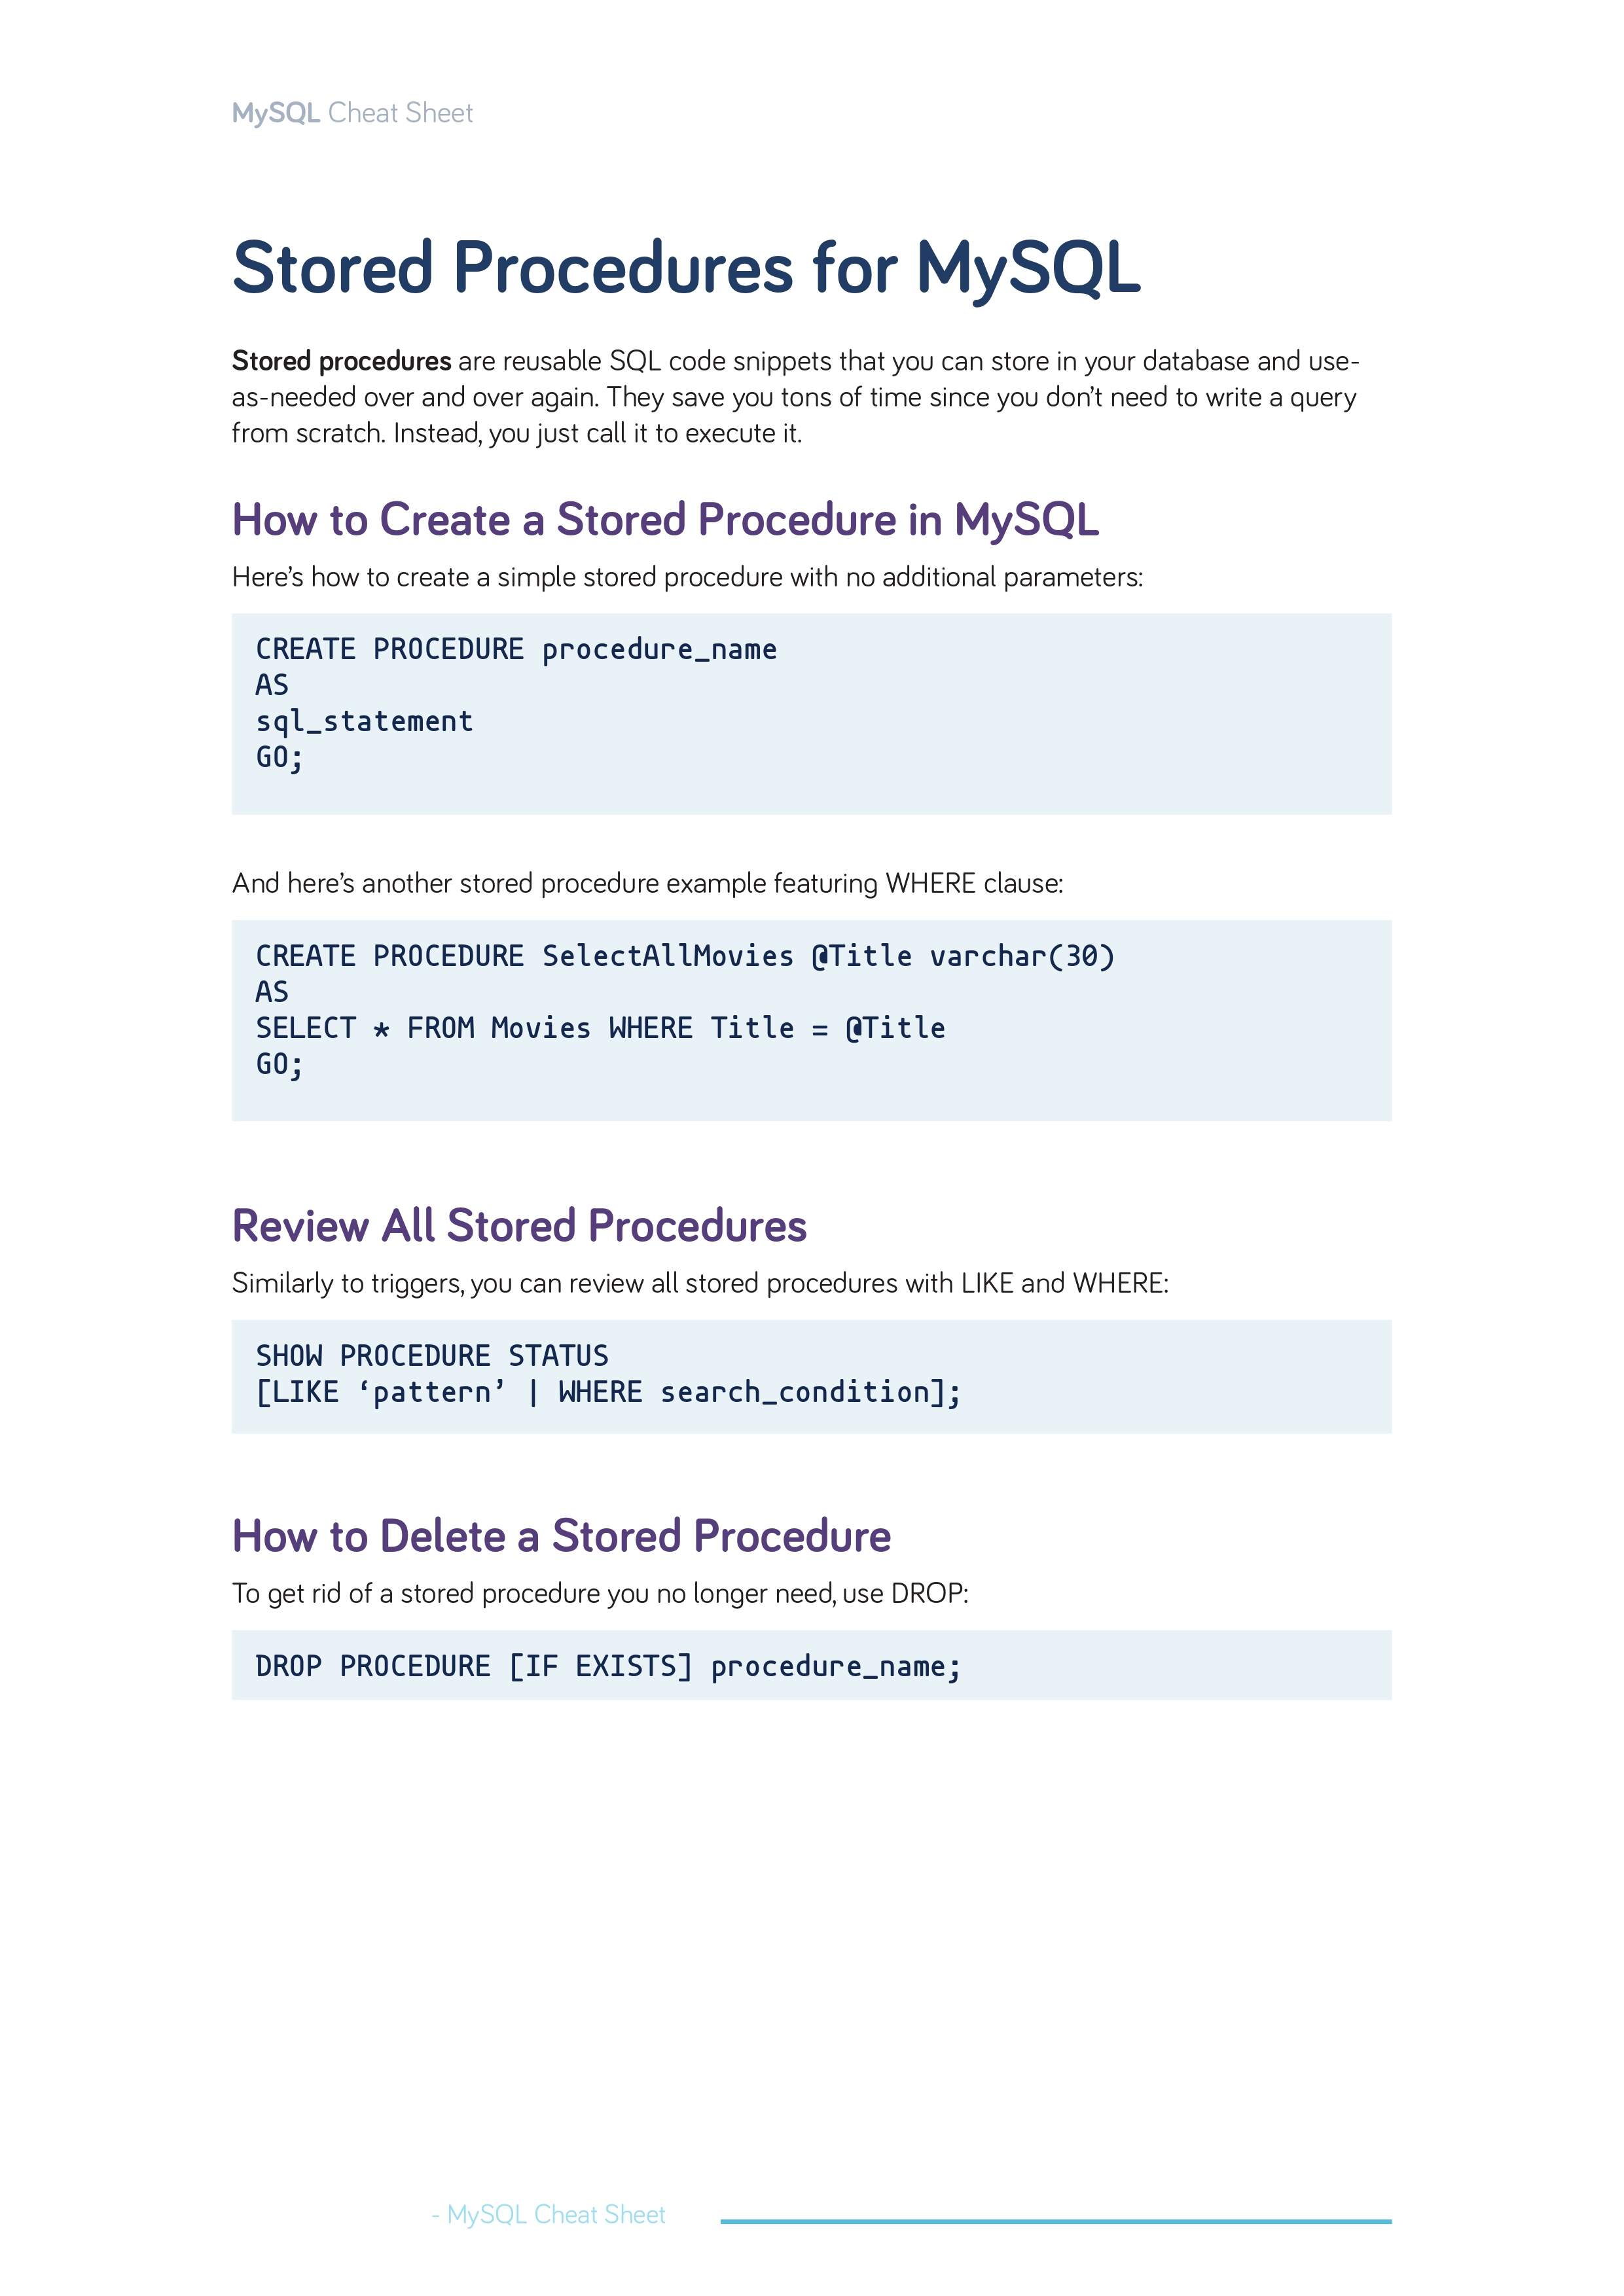 MySQL Cheat Sheet
Stored Procedures for MySQL
Stored procedures are reusable SQL code snippets that you can store in your database and use-
as-needed over and over again. They save you tons of time since you don’t need to write a query
from scratch. Instead, you just call it to execute it.
How to Create a Stored Procedure in MySQL
Here’s how to create a simple stored procedure with no additional parameters:
CREATE PROCEDURE procedure_name
AS
sql_statement
GO;
And here’s another stored procedure example featuring WHERE clause:
CREATE PROCEDURE SelectAllMovies @Title varchar(30)
AS
SELECT * FROM Movies WHERE Title = @Title
GO;
Review All Stored Procedures
Similarly to triggers, you can review all stored procedures with LIKE and WHERE:
SHOW PROCEDURE STATUS
[LIKE ‘pattern’ | WHERE search_condition];
How to Delete a Stored Procedure
To get rid of a stored procedure you no longer need, use DROP:
DROP PROCEDURE [IF EXISTS] procedure_name;
- MySQL Cheat Sheet